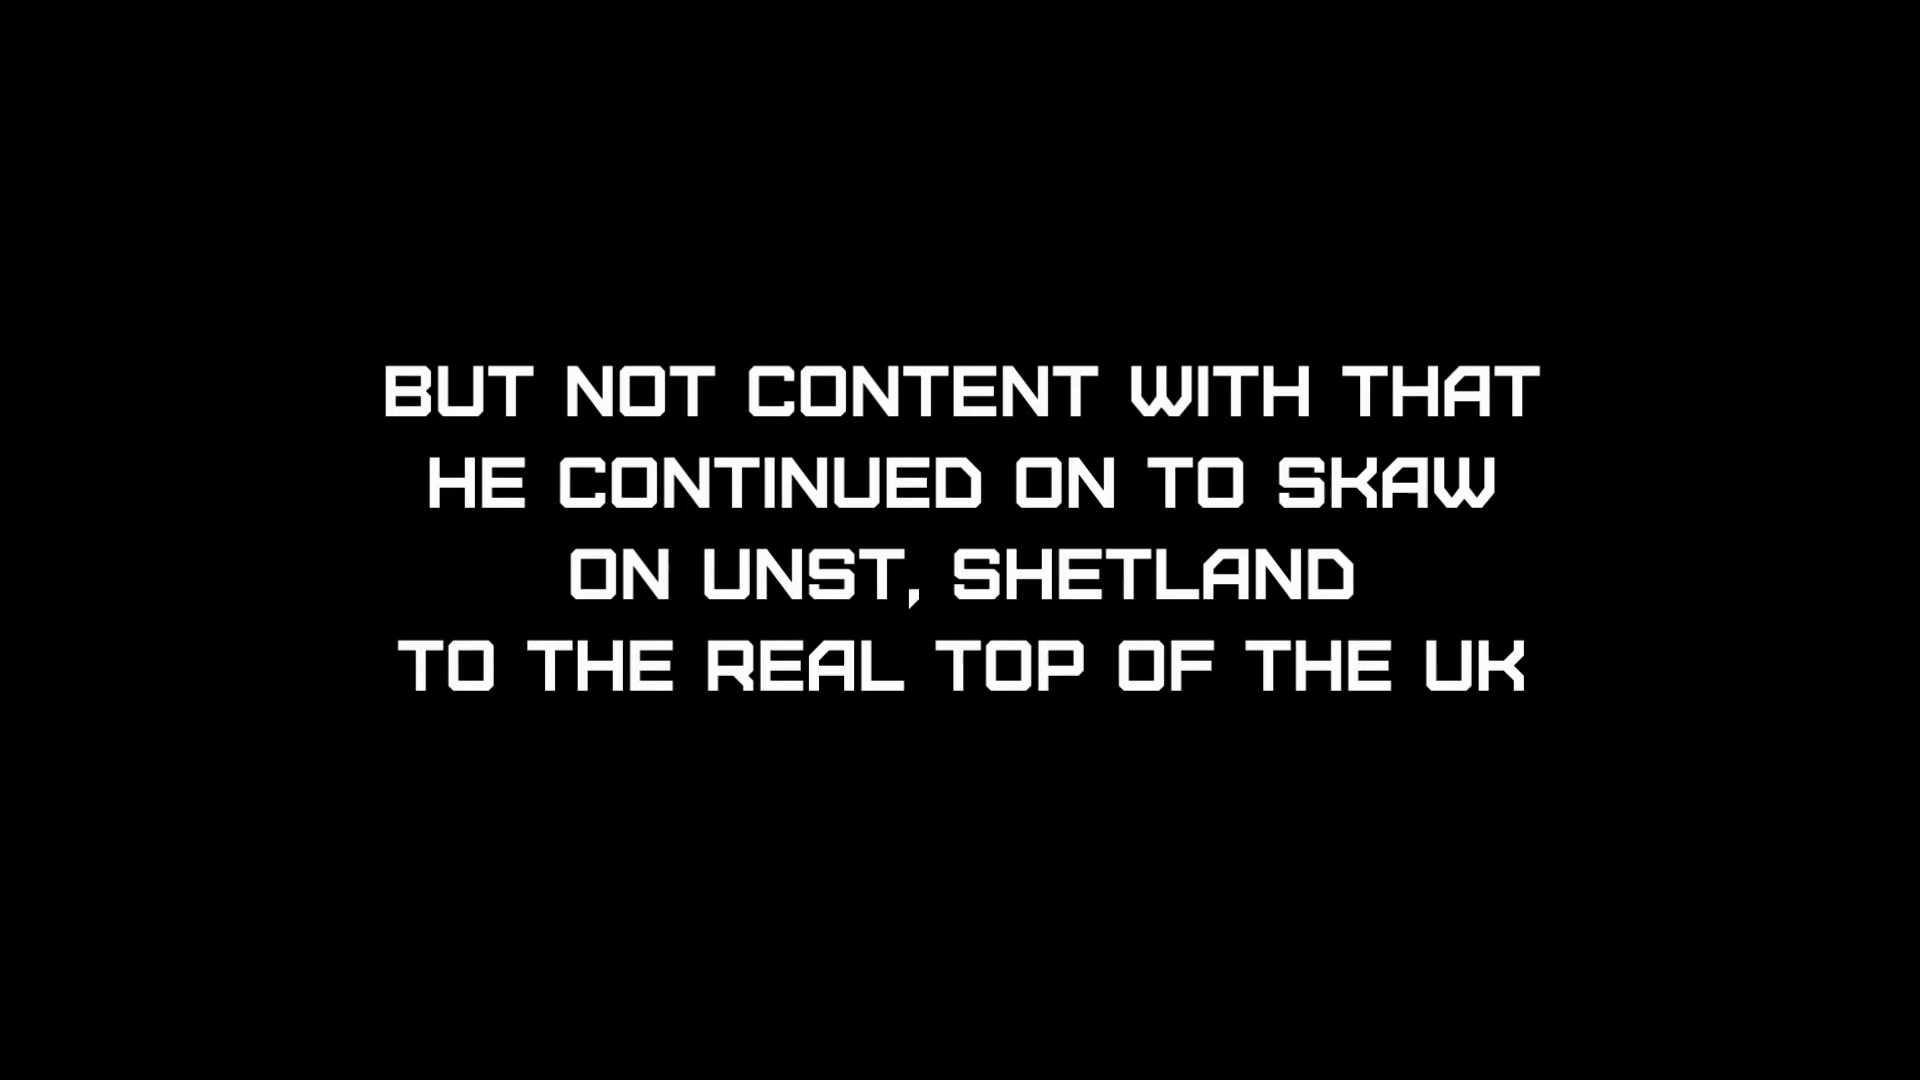 BUT NOT CONTENT WITH THAT
HE CONTINUED ON TO SKAW
ON UNST, SHETLAND
TO THE REAL TOP OF THE UK